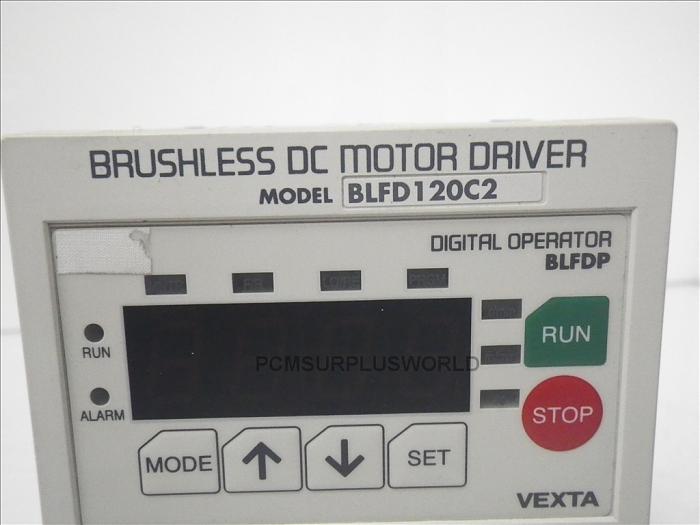 BRUSHLESS DC MOTOR DRIVER
MODEL BLFD120C2
DIGITAL OPERATOR
BLFDP
RUN
RUN
PCMSURPLUSWORLD
ALARM
STOP
MODE
SET
VEXTA